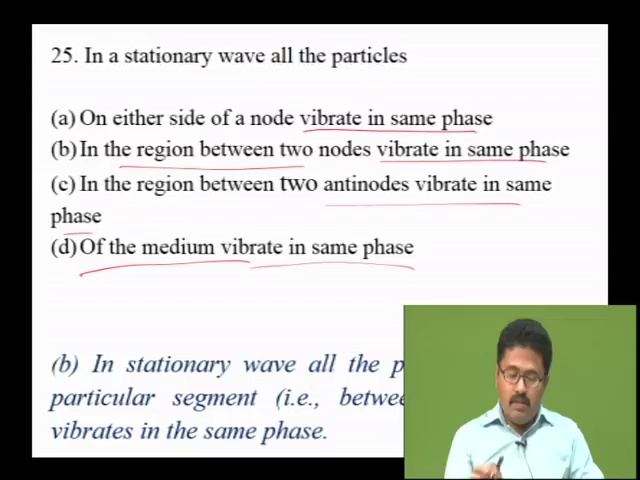 25. In a stationary wave all the particles
(a) On either side of a node vibrate in same phase
(b) In the region between two nodes vibrate in same phase
(c) In the region between two antinodes vibrate in same
phase
(d) Of the medium vibrate in same phase
(b) In stationary wave all the
particular segment (i.e.,
vibrates in the same phase.